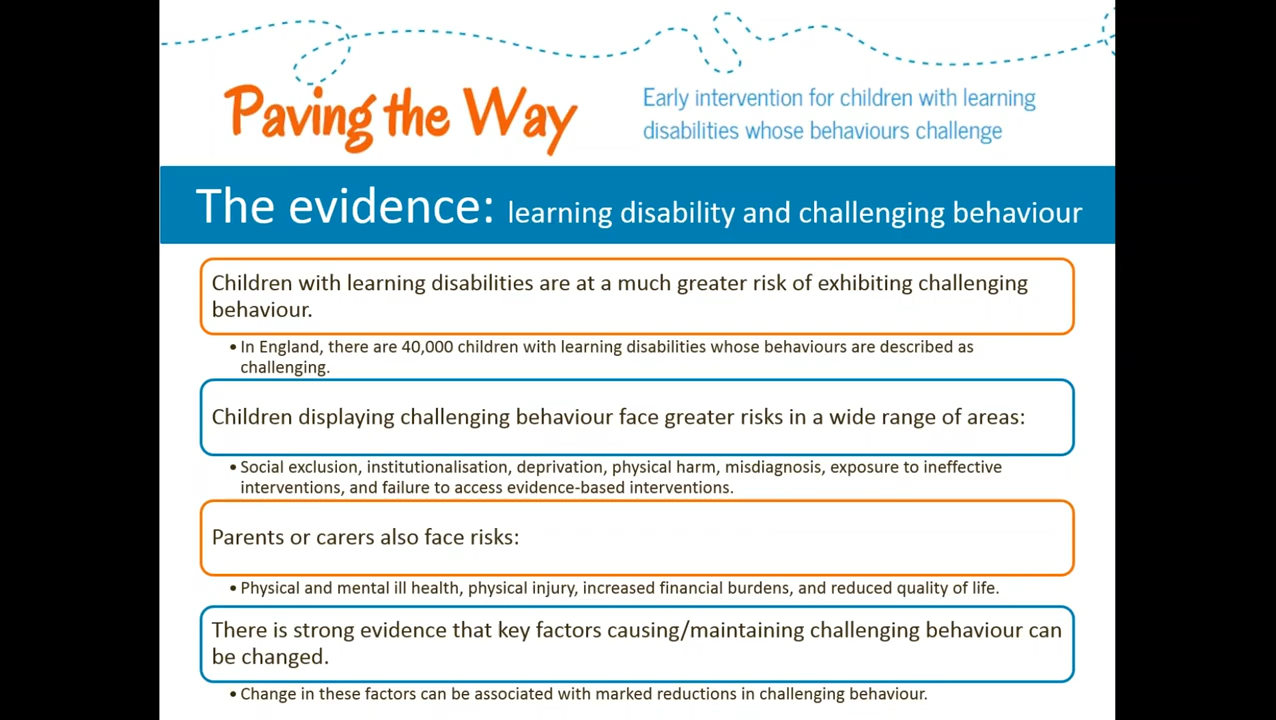 Paving the Way
Early intervention for children with learning
disabilities whose behaviours challenge
The evidence: learning disability and challenging behaviour
Children with learning disabilities are at a much greater risk of exhibiting challenging
behaviour.
• In England, there are 40,000 children with learning disabilities whose behaviours are described as
challenging.
Children displaying challenging behaviour face greater risks in a wide range of areas:
• Social exclusion, institutionalisation, deprivation, physical harm, misdiagnosis, exposure to ineffective
interventions, and failure to access evidence-based interventions.
Parents or carers also face risks:
• Physical and mental ill health, physical injury, increased financial burdens, and reduced quality of life.
There is strong evidence that key factors causing/maintaining challenging behaviour can
be changed.
• Change in these factors can be associated with marked reductions in challenging behaviour.